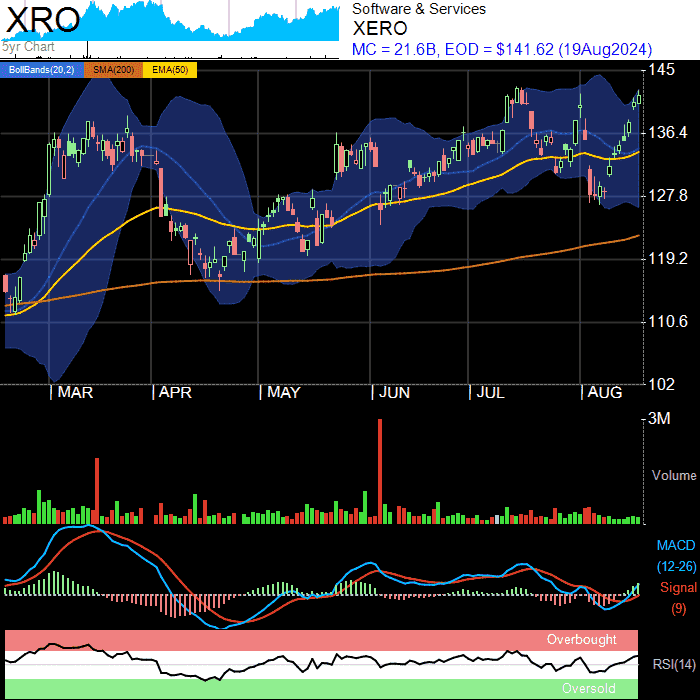 XRO
5yr Chart
Software & Services
XERO
MC = 21.6B, EOD = $141.62 (19Aug2024)
BollBands(20,2) SMA(200) EMA(50)
145
136.4
127.8
119.2
110.6
102
MAR APR MAY JUN JUL AUG
3M
Volume
MACD
(12-26)
Signal
(9)
Overbought
RSI(14)
Oversold